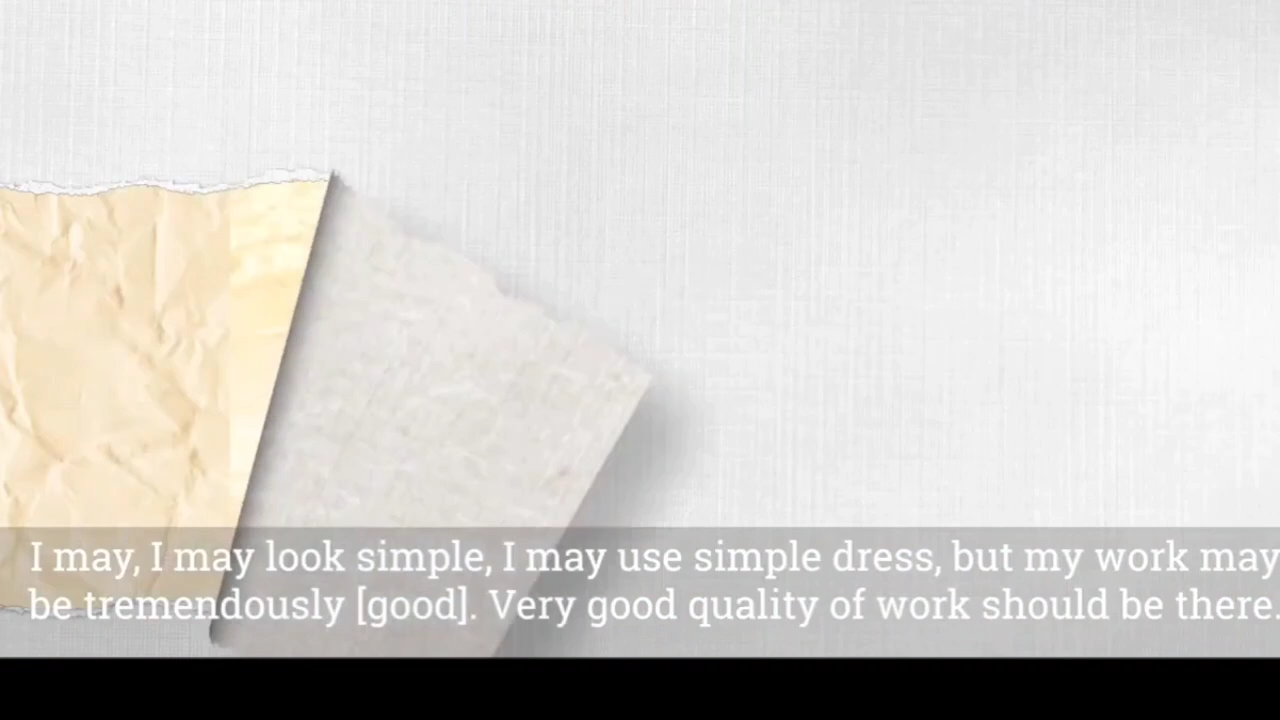 I may, I may look simple, I may use simple dress, but my work may
be tremendously [good]. Very good quality of work should be there.